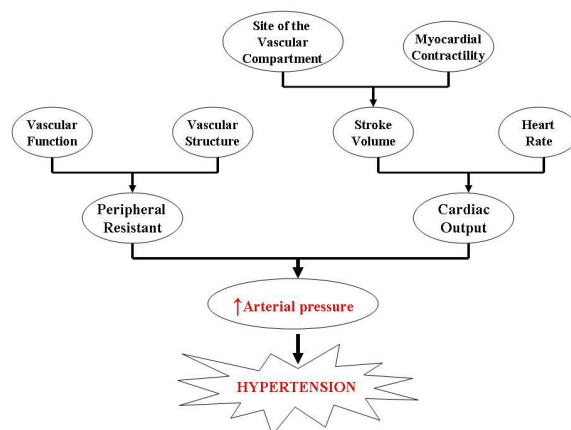 Site of the
Vascular
Compartment
Myocardial
Contractility
Vascular
Function
Vascular
Structure
Stroke
Volume
Heart
Rate
Peripheral
Resistant
Cardiac
Output
↑Arterial pressure
HYPERTENSION